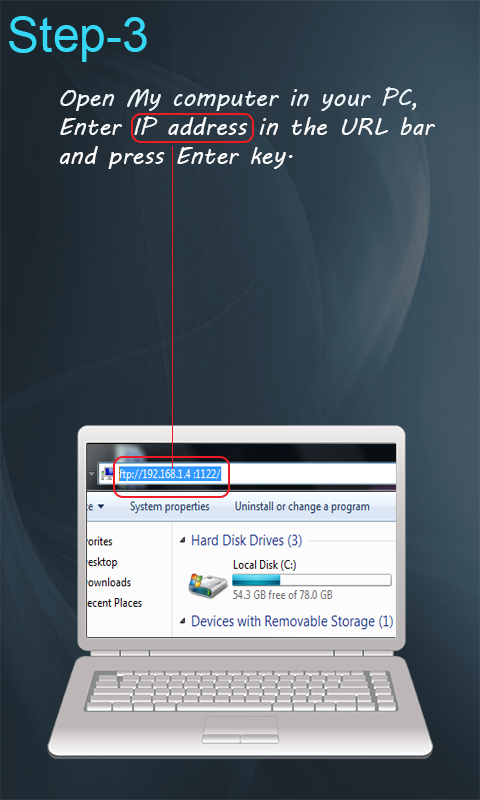 Step-3
Open My computer in your PC,
Enter IP address in the URL bar
and press Enter key.
ftp://192.168.1.4 :1122/
System properties Uninstall or change a program
Hard Disk Drives (3)
Local Disk (C:)
54.3 GB free of 78.0 GB
Devices with Removable Storage (1)
vorites
esktop
ownloads
ecent Places